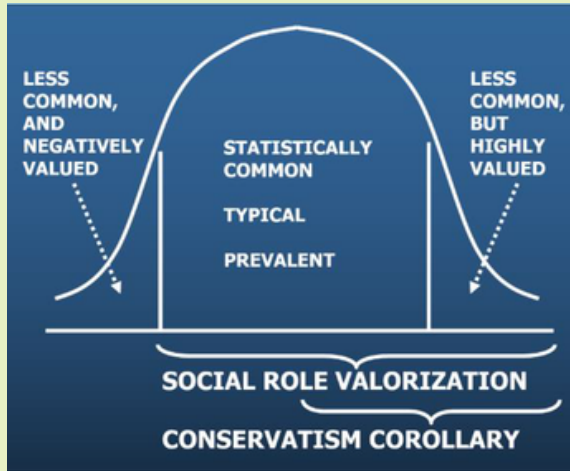 LESS
COMMON,
AND
NEGATIVELY
VALUED
STATISTICALLY
COMMON
TYPICAL
PREVALENT
LESS
COMMON,
BUT
HIGHLY
VALUED
SOCIAL ROLE VALORIZATION
CONSERVATISM COROLLARY